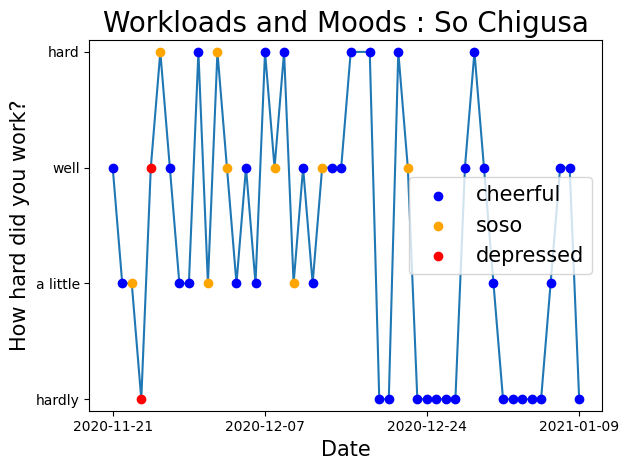 Workloads and Moods : So Chigusa
How hard did you work?
hard
well
a little
hardly
cheerful
soso
depressed
2020-11-21
2020-12-07
2020-12-24
2021-01-09
Date